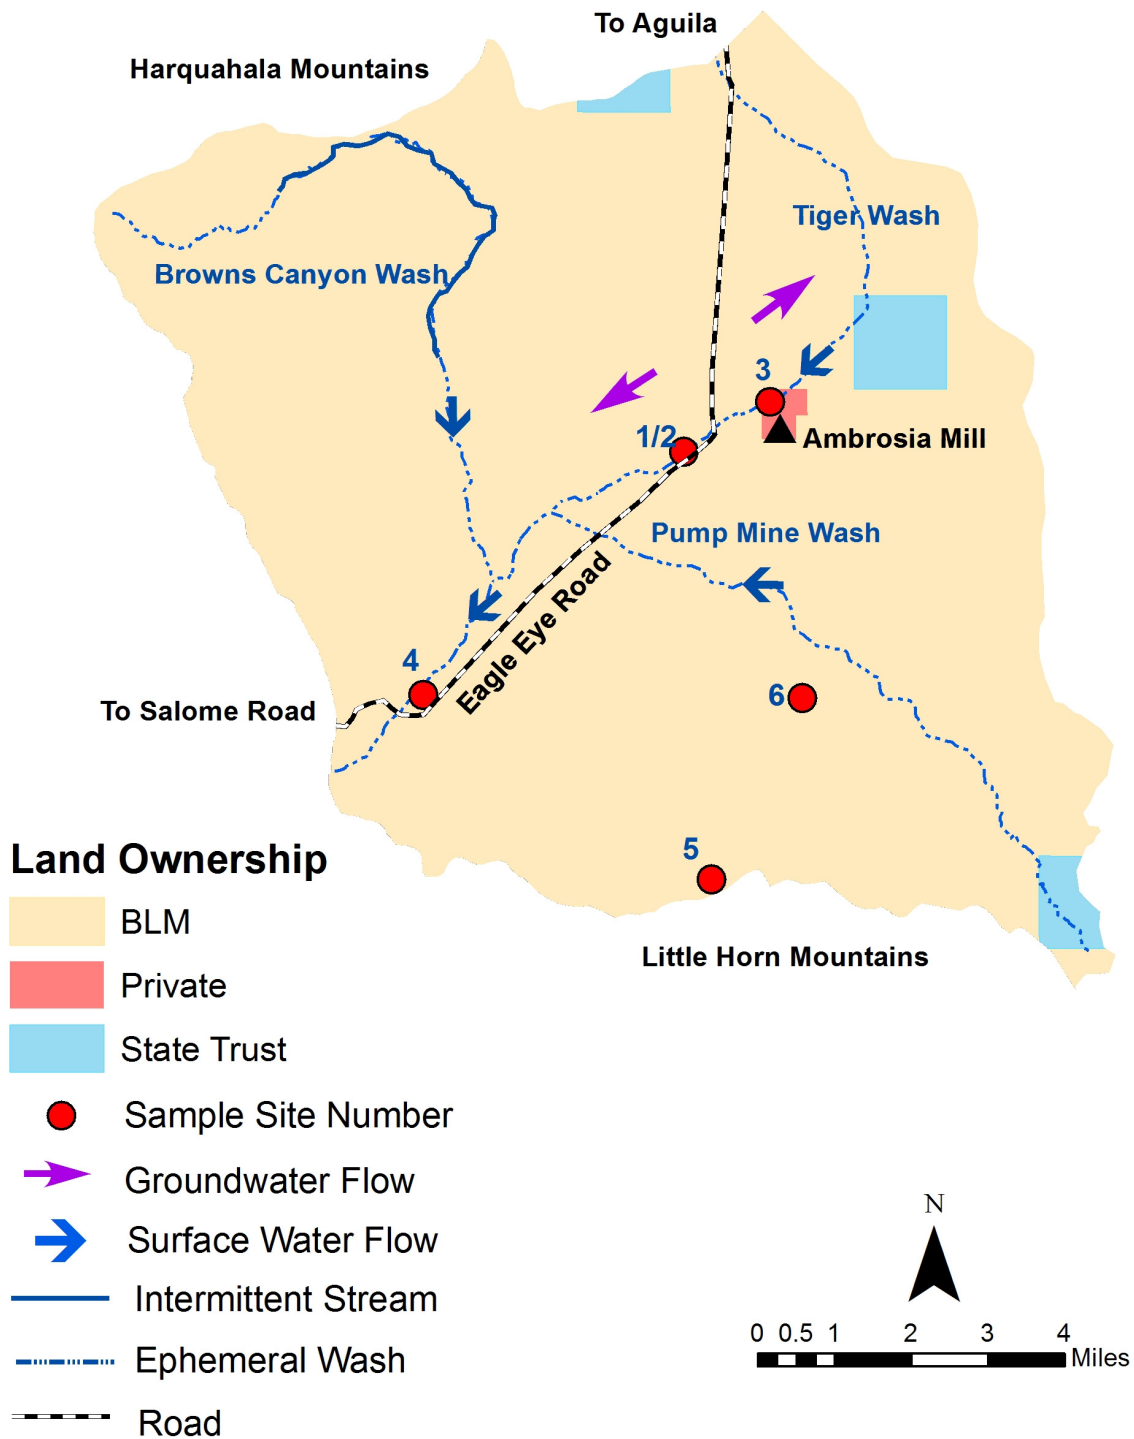 To Aguila
Harquahala Mountains
Tiger Wash
Browns Canyon Wash
3
1/2
Ambrosia Mill
Pump Mine Wash
Eagle Eye Road
4
6
To Salome Road
5
Little Horn Mountains
Land Ownership
BLM
Private
State Trust
Sample Site Number
Groundwater Flow
Surface Water Flow
Intermittent Stream
Ephemeral Wash
Road
N
0 0.5 1 2 3 4
Miles